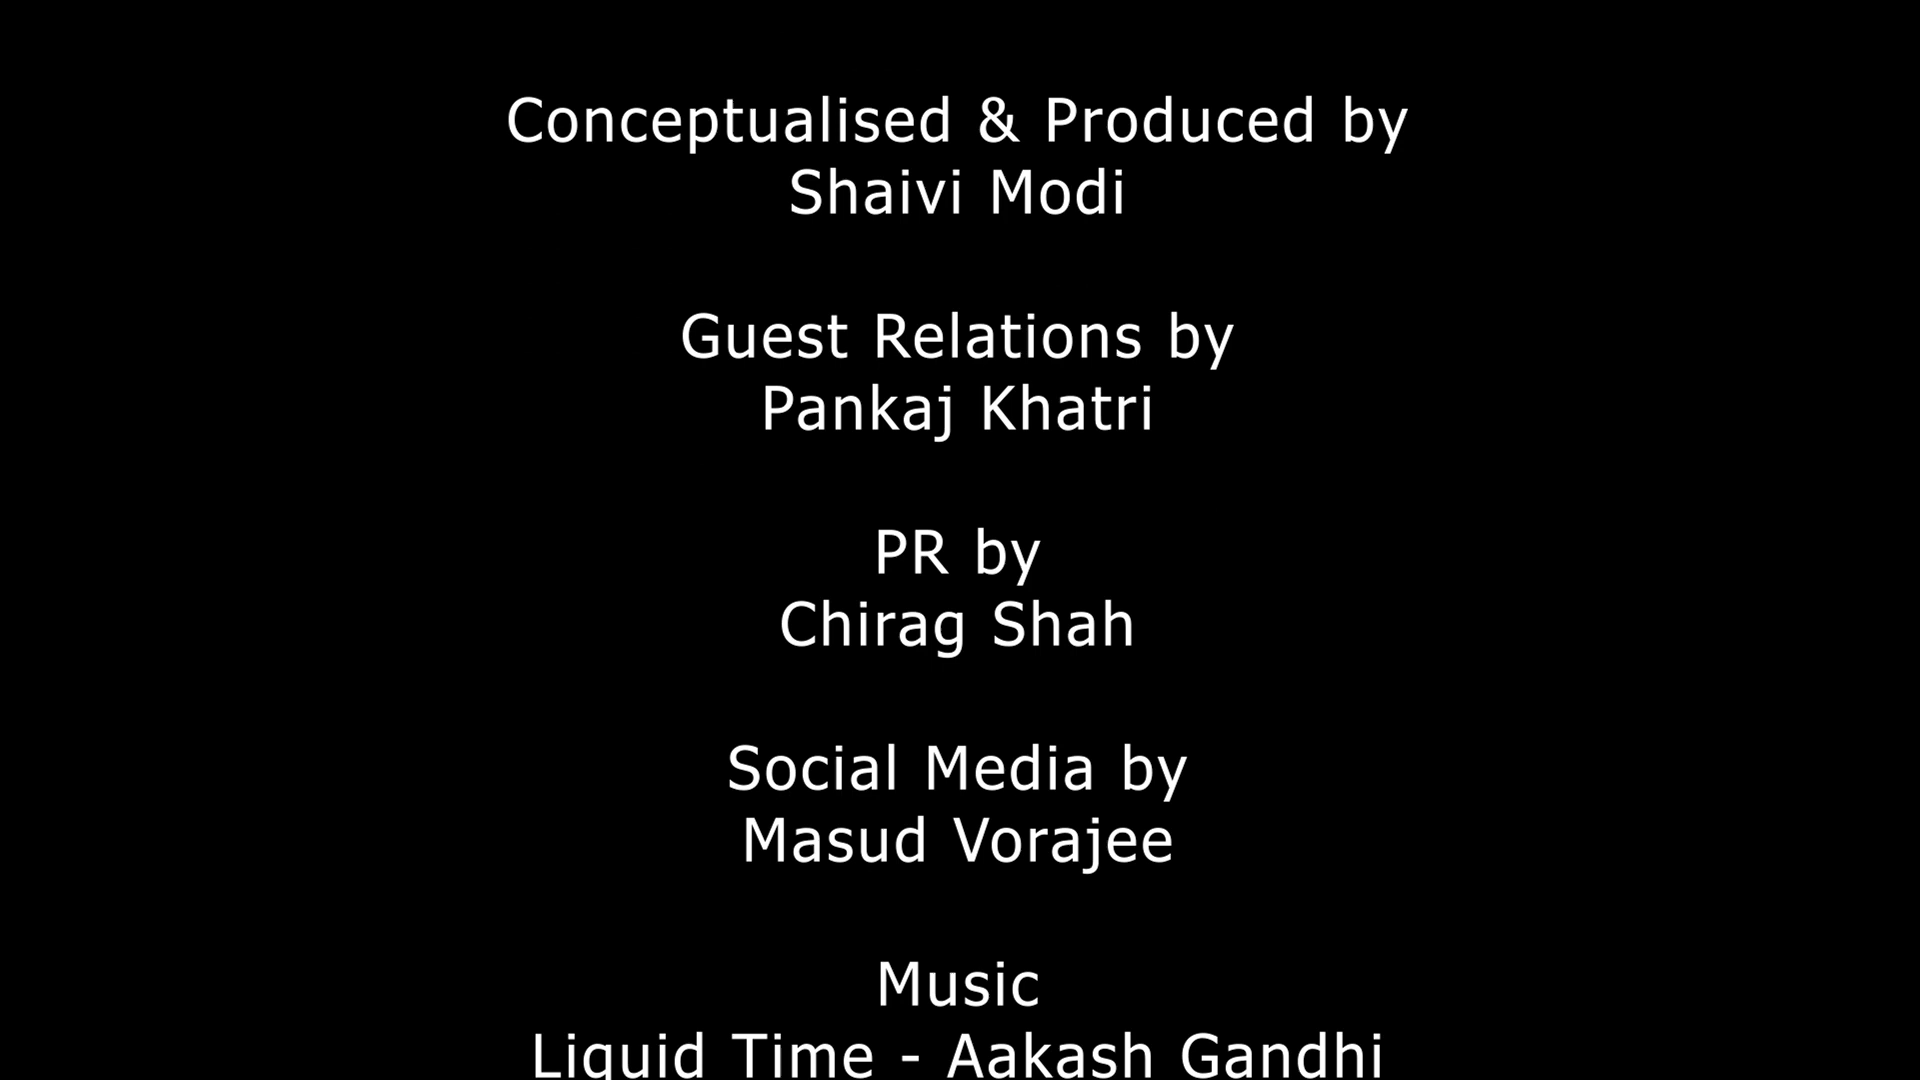 Conceptualised & Produced by
Shaivi Modi
Guest Relations by
Pankaj Khatri
PR by
Chirag Shah
Social Media by
Masud Vorajee
Music
Liquid Time - Aakash Gandhi